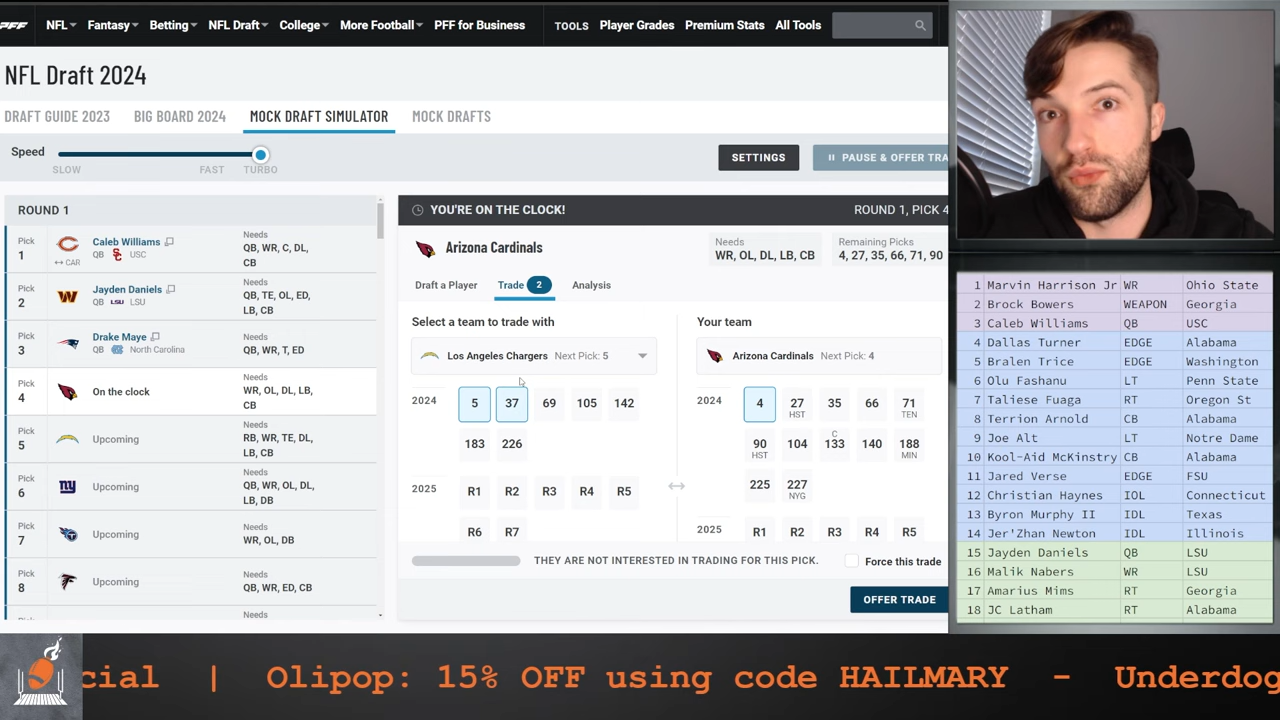 PFF
NFL
Fantasy
Betting
NFL Draft
College
More Football
PFF for Business
TOOLS
Player Grades
Premium Stats
All Tools
NFL Draft 2024
DRAFT GUIDE 2023
BIG BOARD 2024
MOCK DRAFT SIMULATOR
MOCK DRAFTS
Speed
SLOW
FAST
TURBO
SETTINGS
PAUSE & OFFER TRA
ROUND 1
Pick
1
↔ CAR
Caleb Williams
QB USC
Needs
QB, WR, C, DL,
CB
Pick
2
Jayden Daniels
QB LSU LSU
Needs
QB, TE, OL, ED,
LB, CB
Pick
3
Drake Maye
QB North Carolina
Needs
QB, WR, T, ED
Pick
4
On the clock
Needs
WR, OL, DL, LB,
CB
Pick
5
Upcoming
Needs
RB, WR, TE, DL,
LB, CB
Pick
6
ny
Upcoming
Needs
QB, WR, OL, DL,
LB, DB
Pick
7
Upcoming
Needs
WR, OL, DB
Pick
8
Upcoming
Needs
QB, WR, ED, CB
Needs
YOU'RE ON THE CLOCK!
ROUND 1, PICK 4
Arizona Cardinals
Needs
WR, OL, DL, LB, CB
Remaining Picks
4, 27, 35, 66, 71, 90
Draft a Player
Trade 2
Analysis
Select a team to trade with
Los Angeles Chargers Next Pick: 5
2024
5 37 69 105 142
183 226
2025
R1 R2 R3 R4 R5
R6 R7
Your team
Arizona Cardinals Next Pick: 4
2024
4 27 35 66 71
HST TEN
90 104 133 140 188
HST C MIN
225 227
NYG
2025
R1 R2 R3 R4 R5
THEY ARE NOT INTERESTED IN TRADING FOR THIS PICK.
Force this trade
OFFER TRADE
1 Marvin Harrison Jr WR Ohio State
2 Brock Bowers WEAPON Georgia
3 Caleb Williams QB USC
4 Dallas Turner EDGE Alabama
5 Bralen Trice EDGE Washington
6 Olu Fashanu LT Penn State
7 Taliese Fuaga RT Oregon St
8 Terrion Arnold CB Alabama
9 Joe Alt LT Notre Dame
10 Kool-Aid McKinstry CB Alabama
11 Jared Verse EDGE FSU
12 Christian Haynes IOL Connecticut
13 Byron Murphy II IDL Texas
14 Jer'Zhan Newton IDL Illinois
15 Jayden Daniels QB LSU
16 Malik Nabers WR LSU
17 Amarius Mims RT Georgia
18 JC Latham RT Alabama
cial | Olipop: 15% OFF using code HAILMARY - Underdog